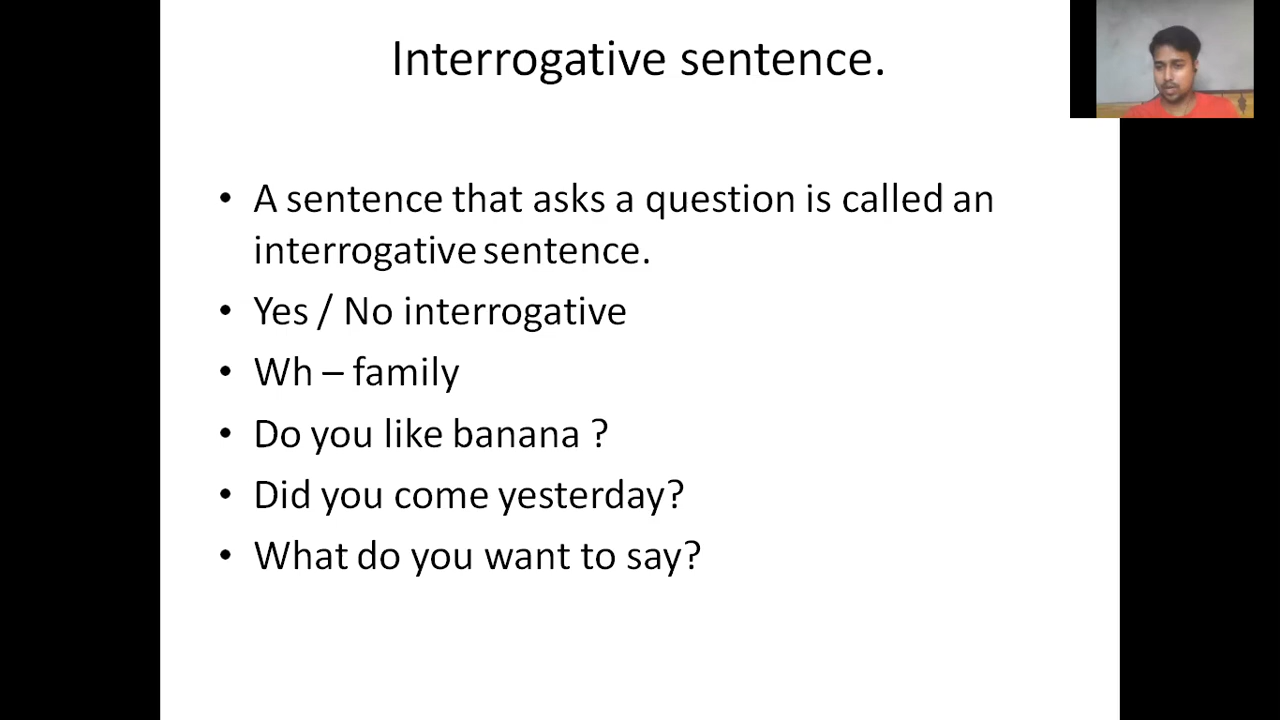 Interrogative sentence.
• A sentence that asks a question is called an
interrogative sentence.
• Yes / No interrogative
• Wh – family
• Do you like banana ?
• Did you come yesterday?
• What do you want to say?